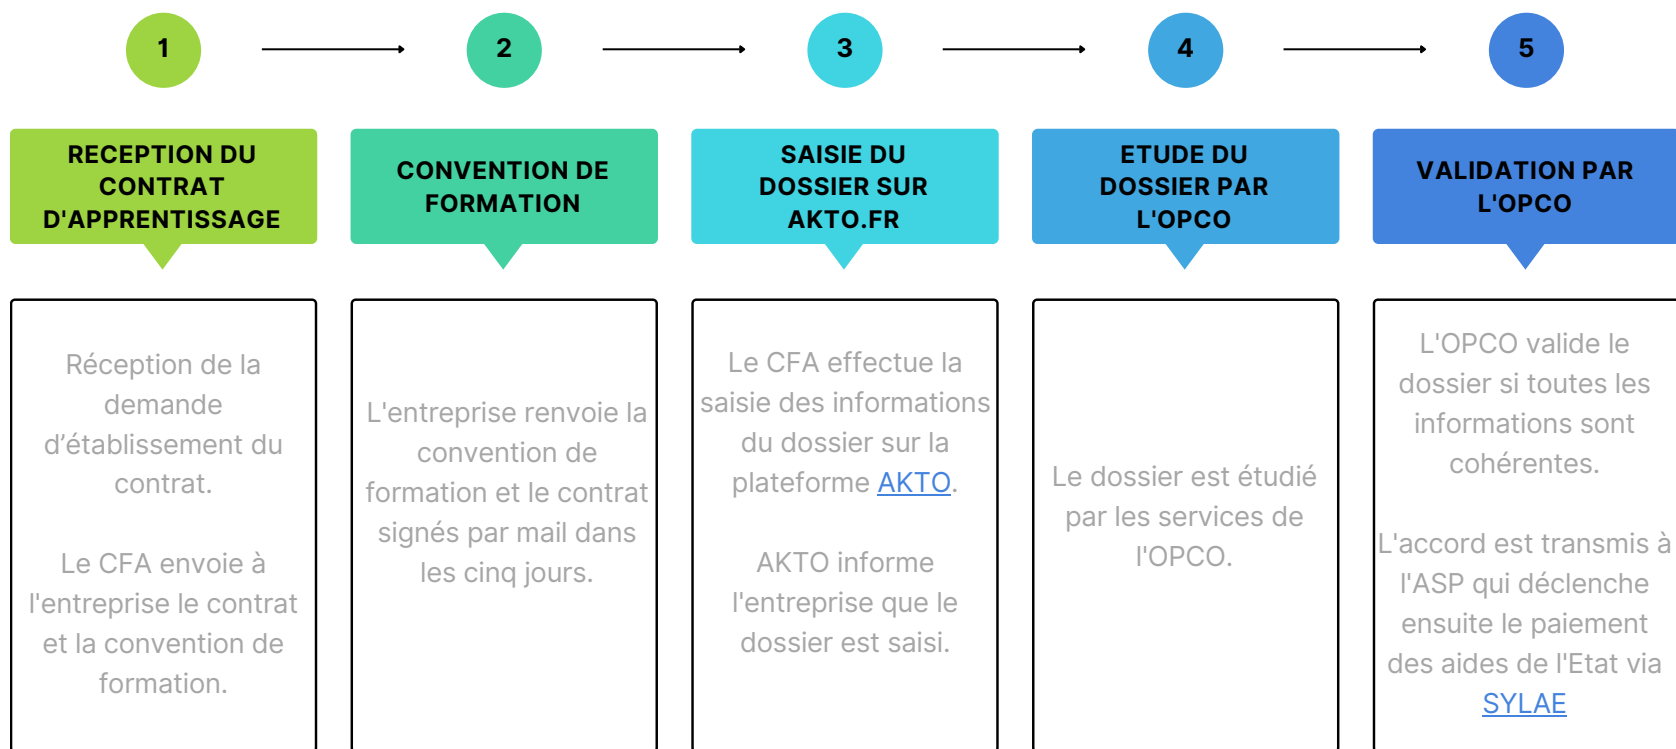 1
2
3
4
5
RECEPTION DU
CONTRAT
D'APPRENTISSAGE
CONVENTION DE
FORMATION
SAISIE DU
DOSSIER SUR
AKTO.FR
ETUDE DU
DOSSIER PAR
L'OPCO
VALIDATION PAR
L'OPCO
Réception de la
demande
d’établissement du
contrat.
Le CFA envoie à
l'entreprise le contrat
et la convention de
formation.
L'entreprise renvoie la
convention de
formation et le contrat
signés par mail dans
les cinq jours.
Le CFA effectue la
saisie des informations
du dossier sur la
plateforme AKTO.
AKTO informe
l'entreprise que le
dossier est saisi.
Le dossier est étudié
par les services de
l'OPCO.
L'OPCO valide le
dossier si toutes les
informations sont
cohérentes.
L'accord est transmis à
l'ASP qui déclenche
ensuite le paiement
des aides de l'Etat via
SYLAE